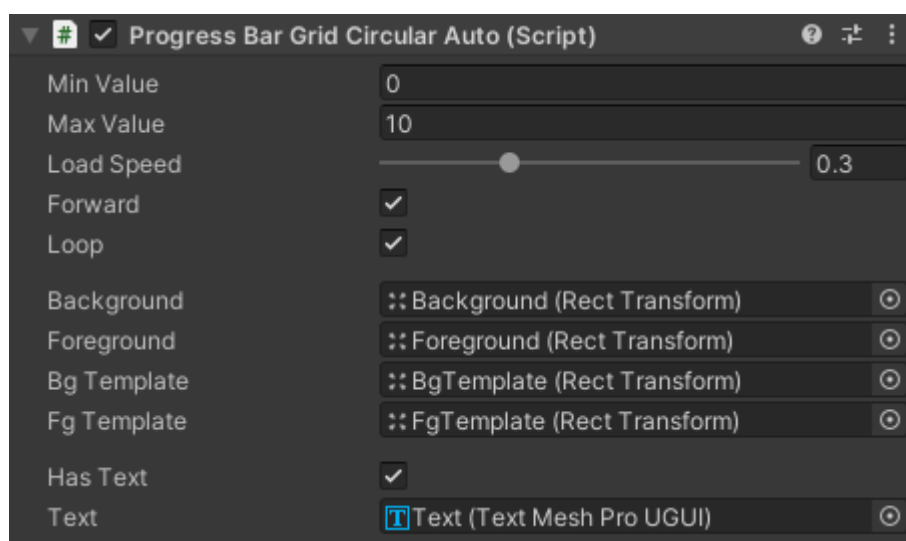 # Progress Bar Grid Circular Auto (Script)
Min Value 0
Max Value 10
Load Speed 0.3
Forward
Loop
Background Background (Rect Transform)
Foreground Foreground (Rect Transform)
Bg Template BgTemplate (Rect Transform)
Fg Template FgTemplate (Rect Transform)
Has Text
Text T Text (Text Mesh Pro UGUI)